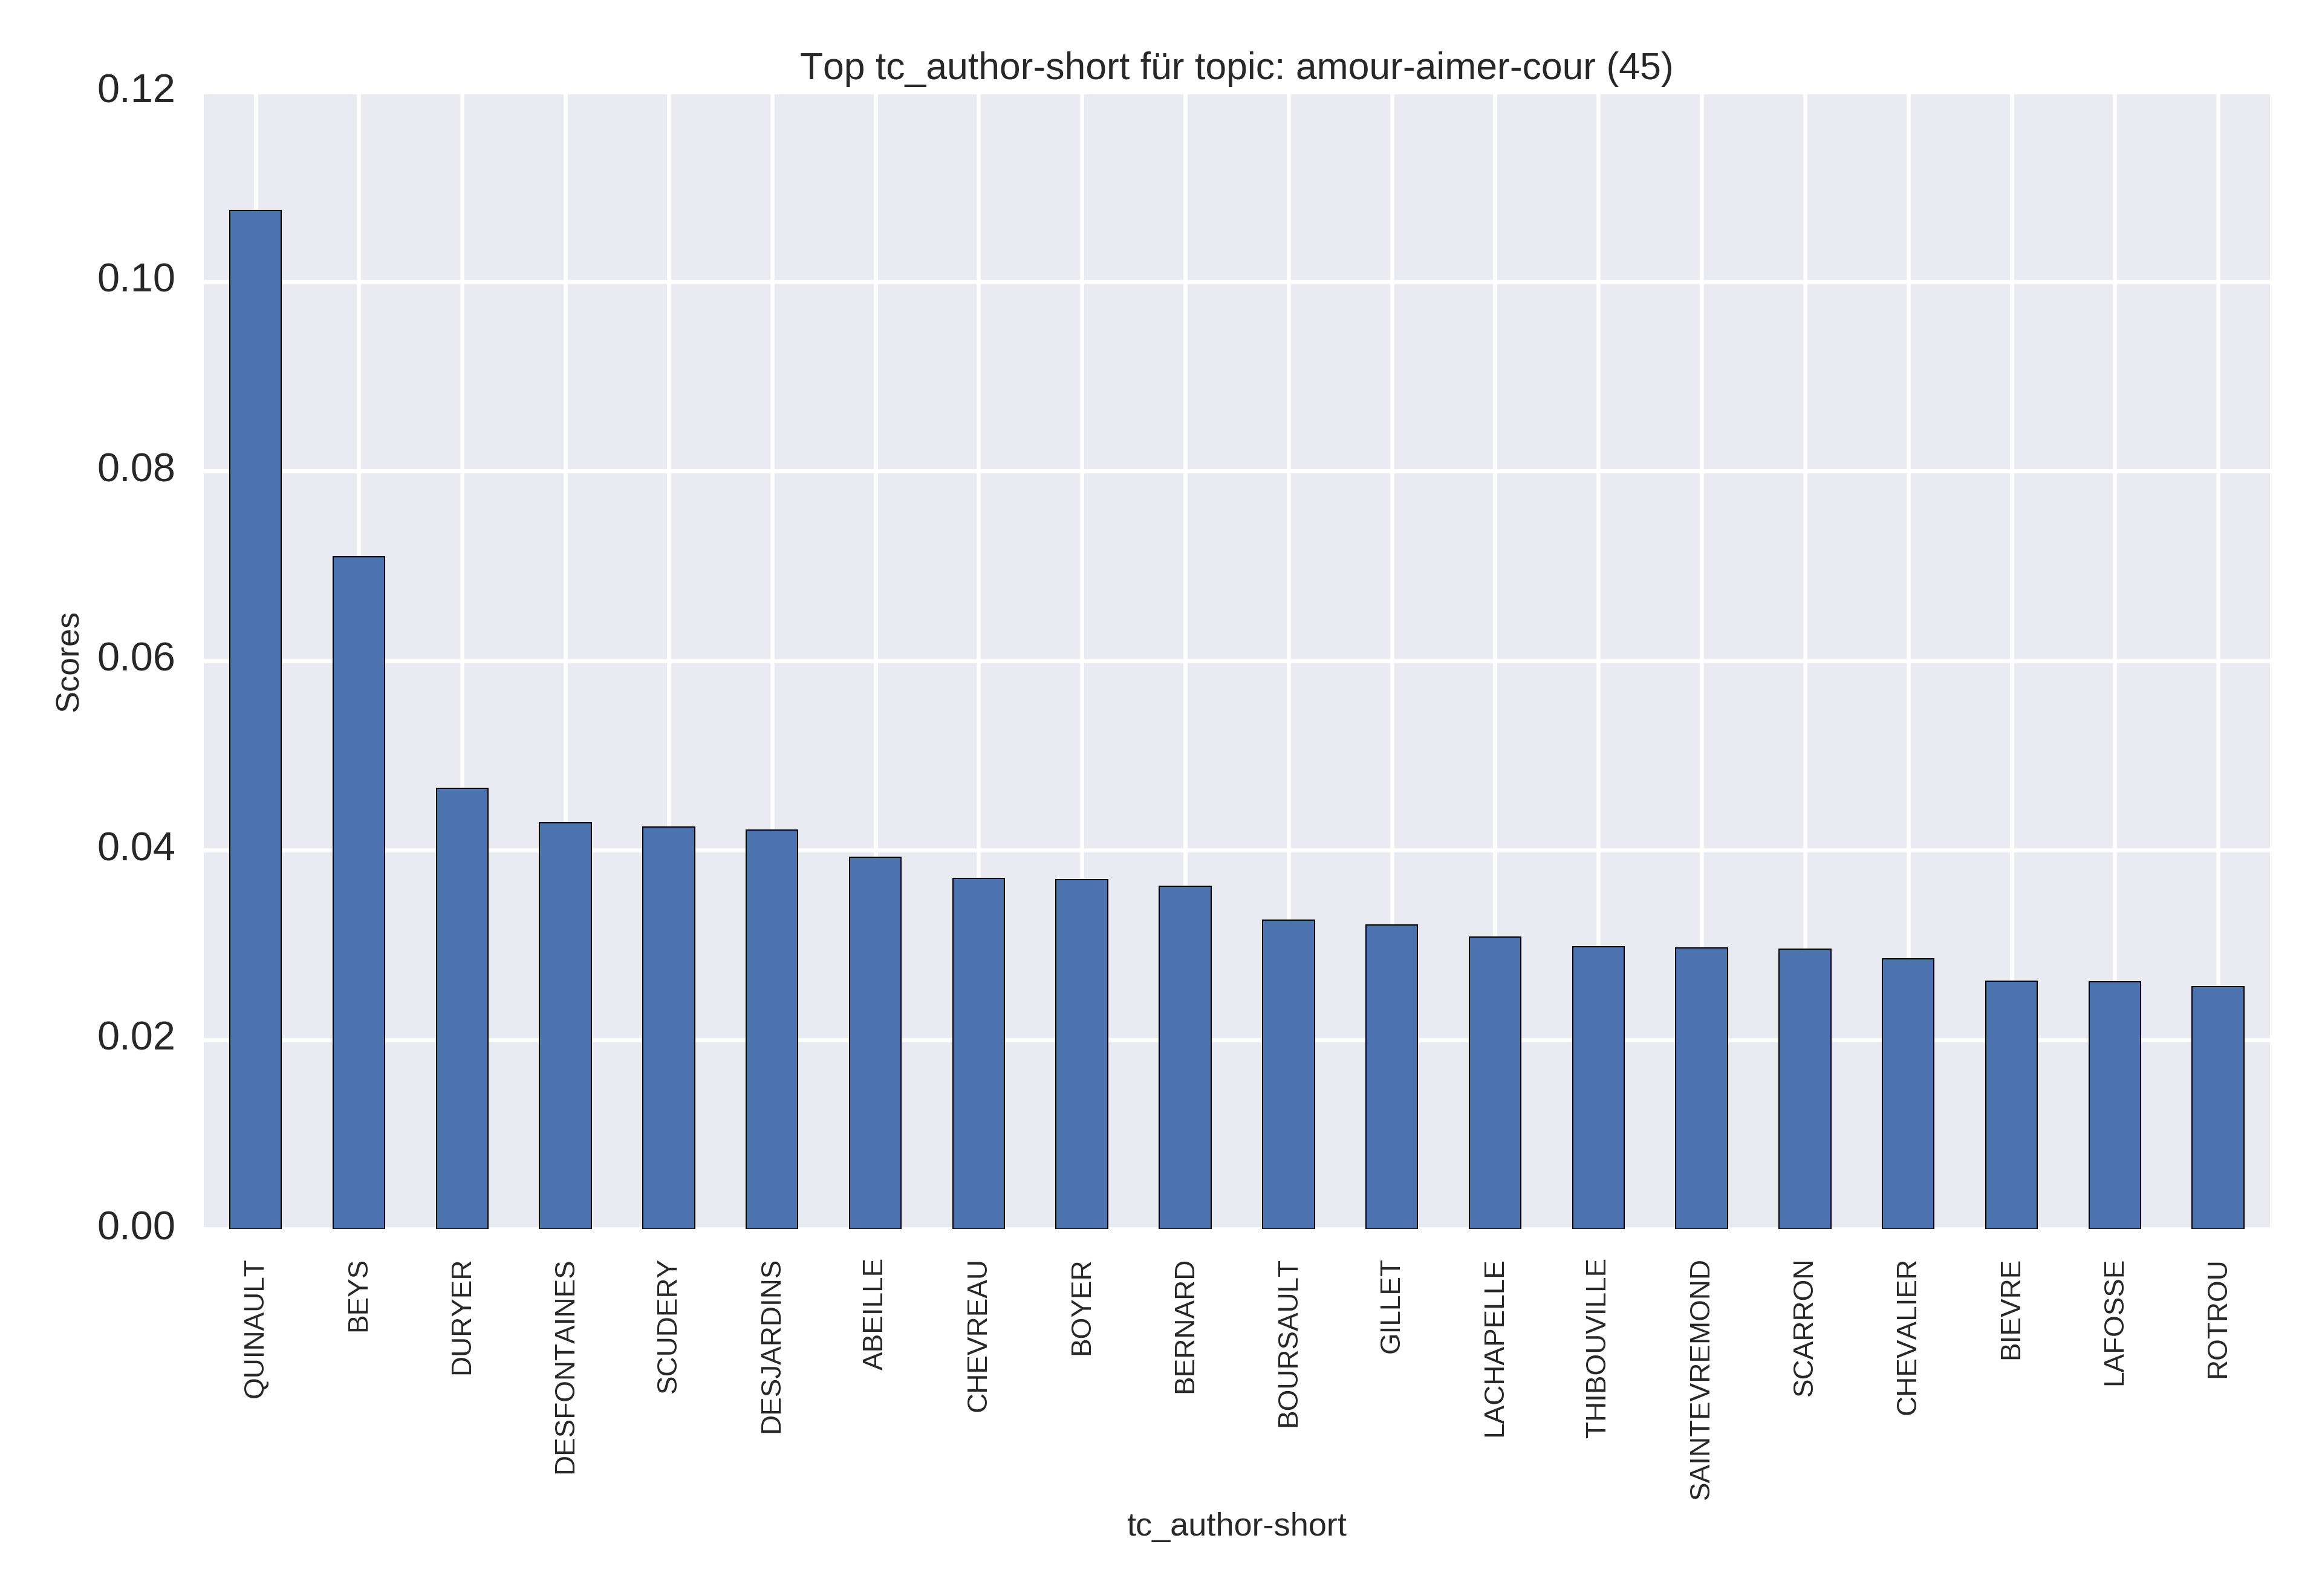 Top tc_author-short für topic: amour-aimer-cour (45)
0.12
0.10
0.08
0.06
0.04
0.02
0.00
Scores
QUINAULT
BEYS
DURYER
DESFONTAINES
SCUDERY
DESJARDINS
ABEILLE
CHEVREAU
BOYER
BERNARD
BOURSAULT
GILLET
LACHAPELLE
THIBOUVILLE
SAINTEVREMOND
SCARRON
CHEVALIER
BIEVRE
LAFOSSE
ROTROU
tc_author-short